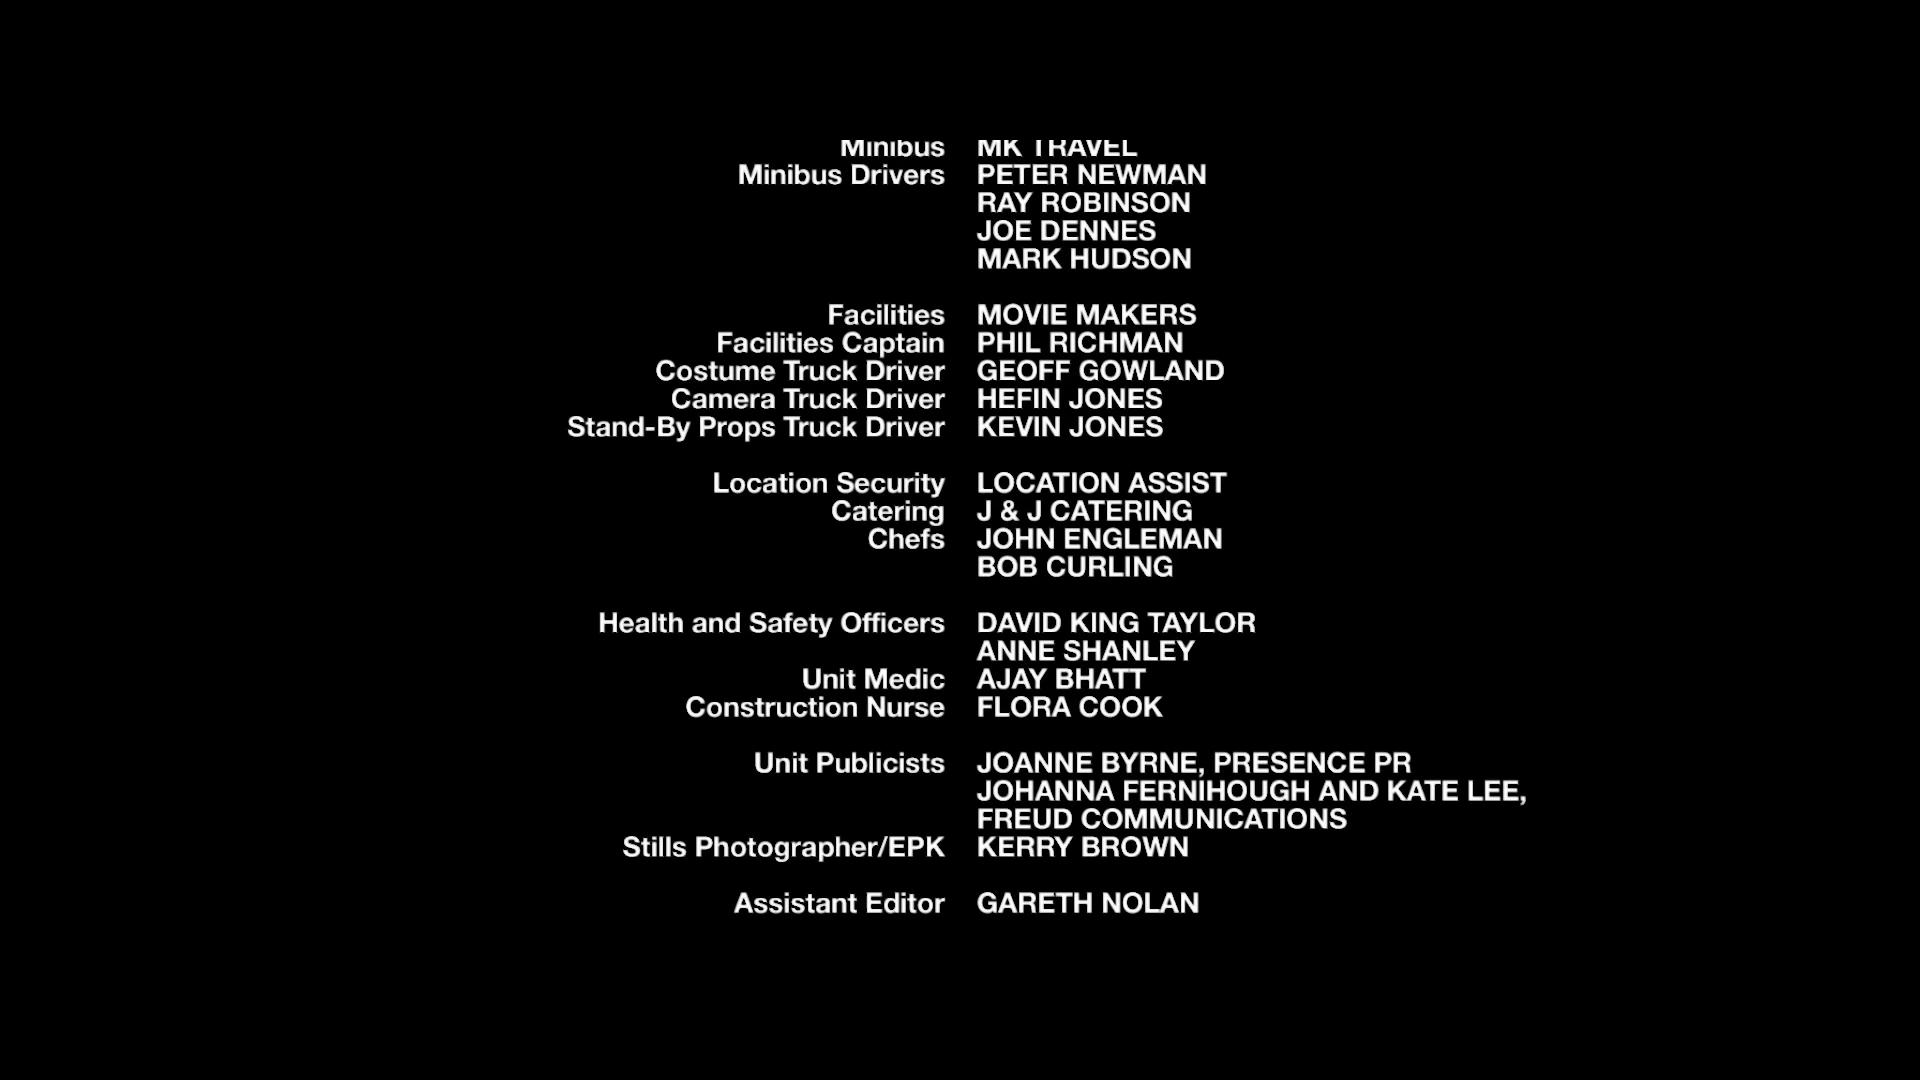 Minibus MK TRAVEL
Minibus Drivers PETER NEWMAN
RAY ROBINSON
JOE DENNES
MARK HUDSON
Facilities MOVIE MAKERS
Facilities Captain PHIL RICHMAN
Costume Truck Driver GEOFF GOWLAND
Camera Truck Driver HEFIN JONES
Stand-By Props Truck Driver KEVIN JONES
Location Security LOCATION ASSIST
Catering J & J CATERING
Chefs JOHN ENGLEMAN
BOB CURLING
Health and Safety Officers DAVID KING TAYLOR
ANNE SHANLEY
Unit Medic AJAY BHATT
Construction Nurse FLORA COOK
Unit Publicists JOANNE BYRNE, PRESENCE PR
JOHANNA FERNIHOUGH AND KATE LEE,
FREUD COMMUNICATIONS
Stills Photographer/EPK KERRY BROWN
Assistant Editor GARETH NOLAN